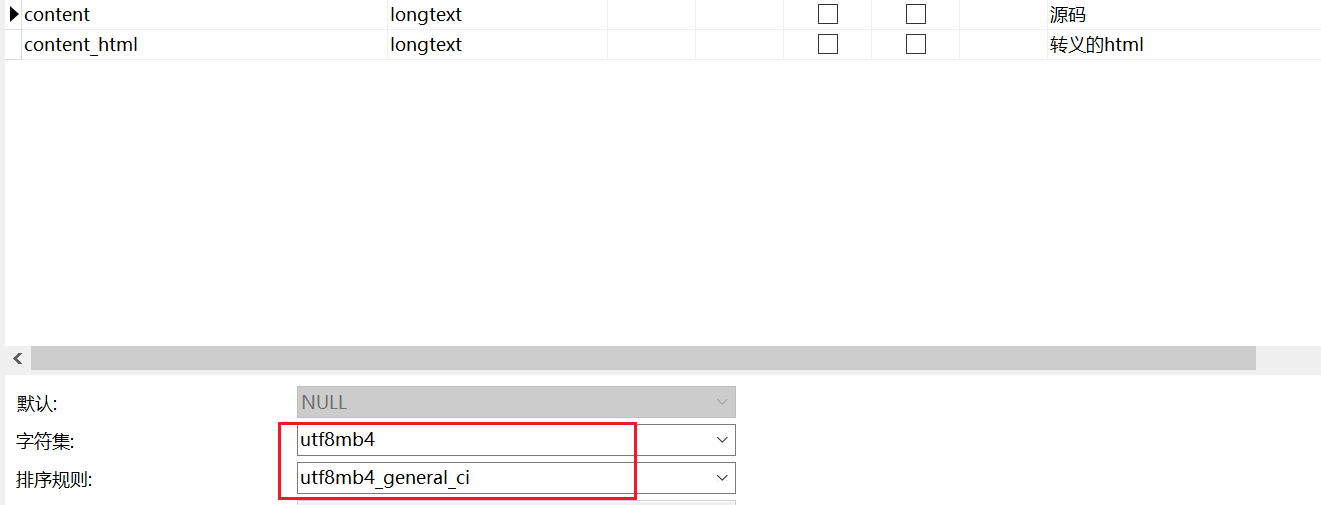 content longtext 源码
content_html longtext 转义的html
默认: NULL
字符集: utf8mb4
排序规则: utf8mb4_general_ci